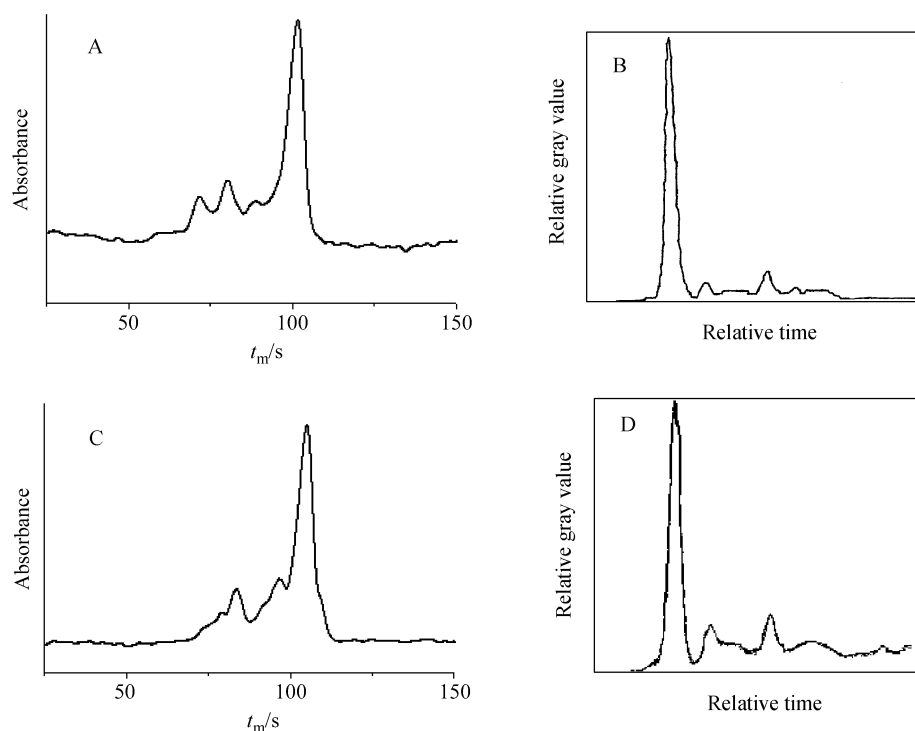 A
Absorbance
50
100
150
tm/s
B
Relative gray value
Relative time
C
Absorbance
50
100
150
tm/s
D
Relative gray value
Relative time